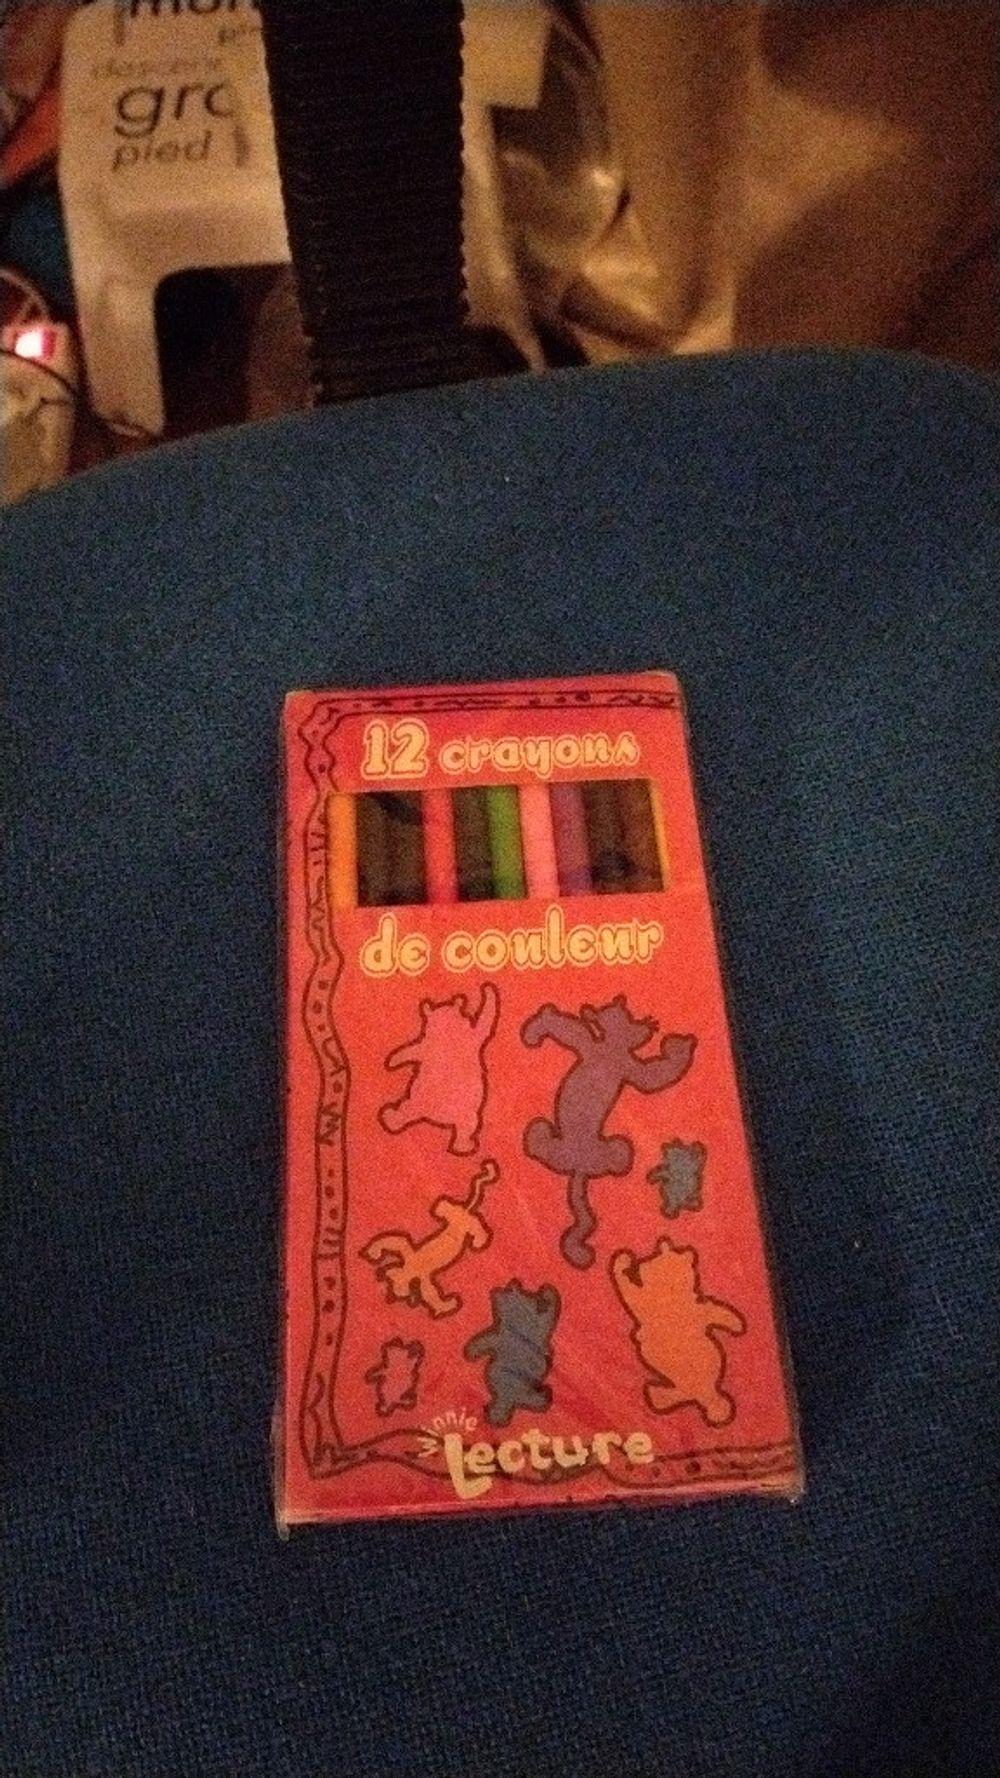 gro
pied
12 crayons
de couleur
Winnie
Lecture